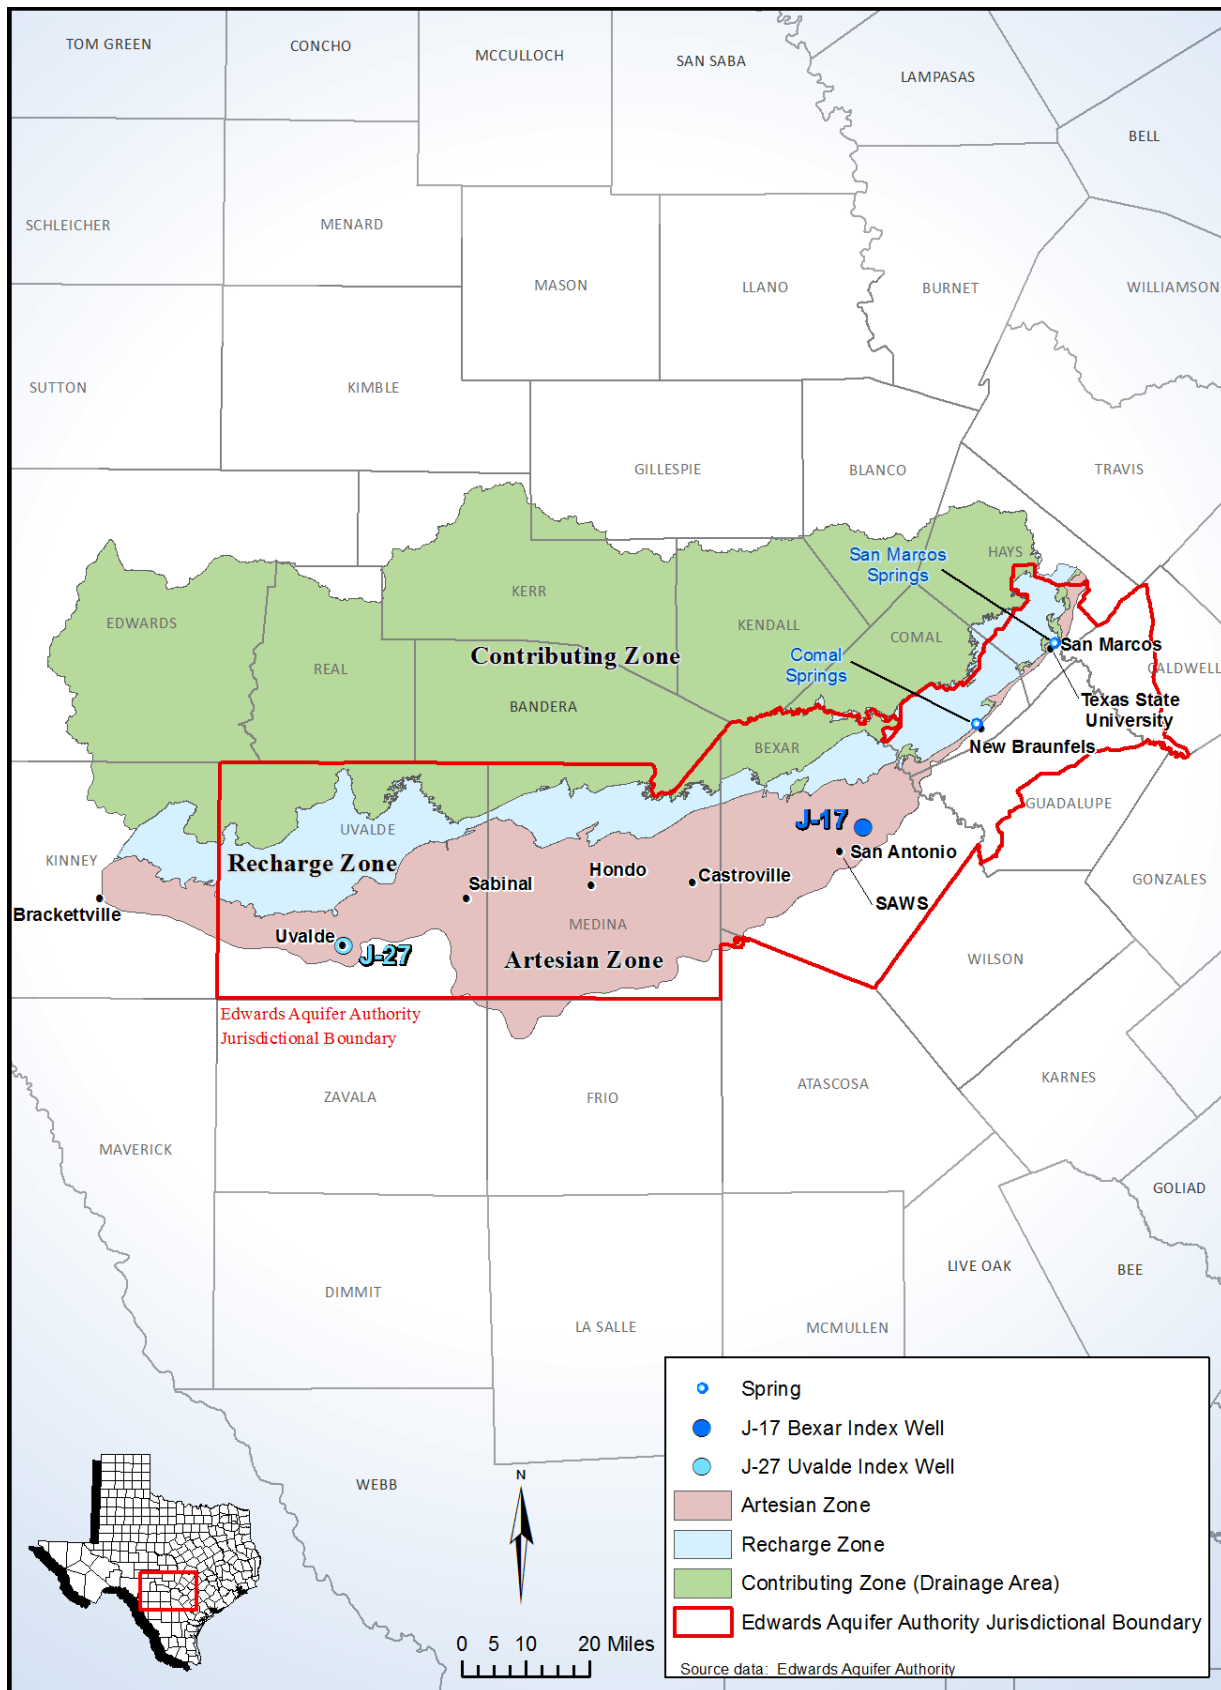 TOM GREEN
CONCHO
MCCULLOCH
SAN SABA
LAMPASAS
BELL
SCHLEICHER
MENARD
MASON
LLANO
BURNET
WILLIAMSON
SUTTON
KIMBLE
GILLESPIE
BLANCO
TRAVIS
San Marcos
Springs
HAYS
EDWARDS
KERR
KENDALL
COMAL
REAL
Contributing Zone
Comal
Springs
San Marcos
CALDWELL
BANDERA
Texas State
University
BEXAR
New Braunfels
GUADALUPE
UVALDE
J-17
KINNEY
Recharge Zone
San Antonio
Hondo
Sabinal
Castroville
GONZALES
Brackettville
SAWS
MEDINA
Uvalde
J-27
Artesian Zone
WILSON
Edwards Aquifer Authority
Jurisdictional Boundary
ZAVALA
FRIO
ATASCOSA
KARNES
MAVERICK
GOLIAD
DIMMIT
LA SALLE
MCMULLEN
LIVE OAK
BEE
WEBB
N
0 5 10 20 Miles
Spring
J-17 Bexar Index Well
J-27 Uvalde Index Well
Artesian Zone
Recharge Zone
Contributing Zone (Drainage Area)
Edwards Aquifer Authority Jurisdictional Boundary
Source data: Edwards Aquifer Authority